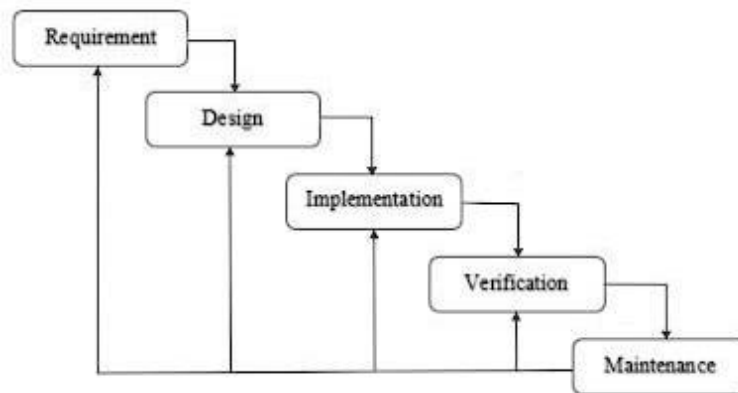 Requirement
Design
Implementation
Verification
Maintenance